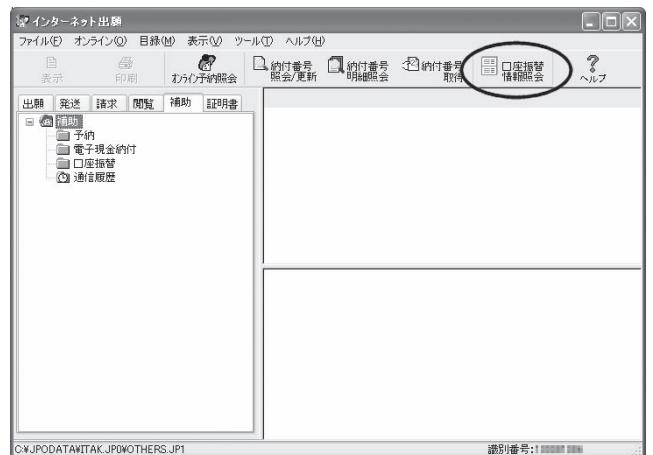 インターネット出願
ファイル(F) オンライン(O) 目録(M) 表示(V) ツール(T) ヘルプ(H)
表示
印刷
オンライン予納照会
納付番号
照会/更新
納付番号
明細照会
納付番号
取得
口座振替
情報照会
ヘルプ
出願 発送 請求 閲覧 補助 証明書
補助
予納
電子現金納付
口座振替
通信履歴
C:¥JPODATA¥ITAK.JP0¥OTHERS.JP1
識別番号: